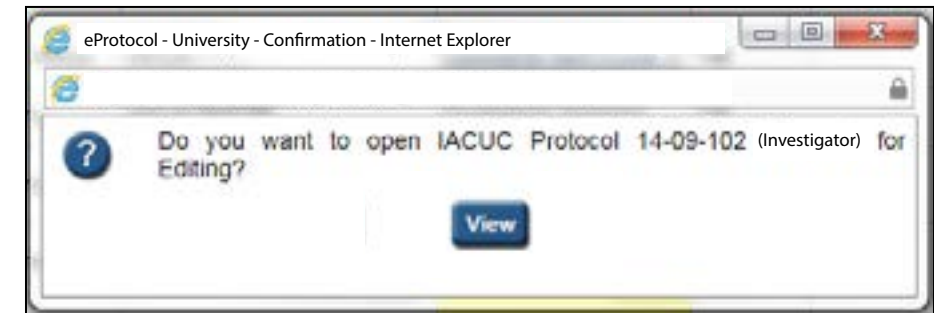 eProtocol - University - Confirmation - Internet Explorer
Do you want to open IACUC Protocol 14-09-102 (Investigator) for
Editing?
View